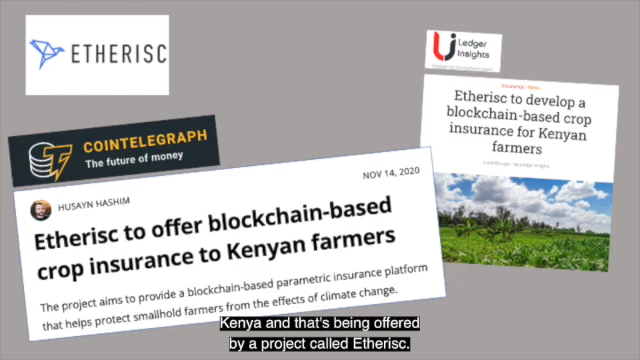 ETHERISC
COINTELEGRAPH
The future of money
HUSAYN HASHIM
NOV 14, 2020
Etherisc to offer blockchain-based
crop insurance to Kenyan farmers
The project aims to provide a blockchain-based parametric insurance platform
that helps protect smallhold farmers from the effects of climate change.
Ledger
Insights
Etherisc to develop a
blockchain-based crop
insurance for Kenyan
farmers
Kenya and that's being offered
by a project called Etherisc.